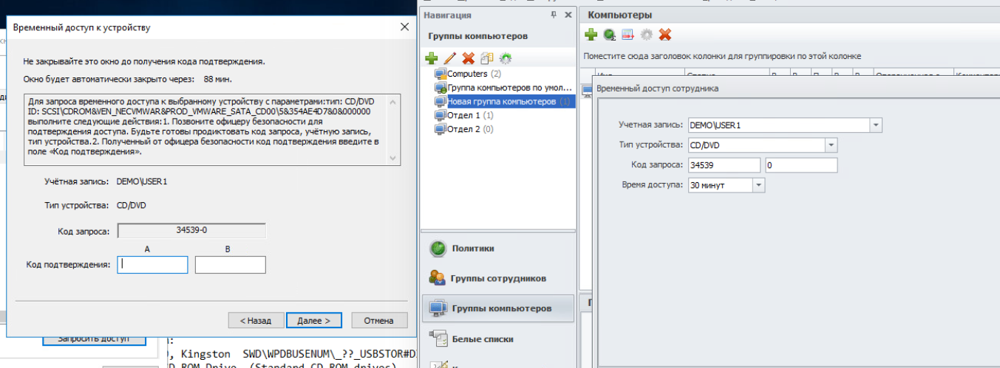 Временный доступ к устройству
Не закрывайте это окно до получения кода подтверждения.
Окно будет автоматически закрыто через: 88 мин.
Для запроса временного доступа к выбранному устройству с параметрами:тип: CD/DVD
ID: SCSI\CDROM&VEN_NECVMWAR&PROD_VMWARE_SATA_CD00\5&354AE4D7&0&000000
выполните следующие действия:1. Позвоните офицеру безопасности для
подтверждения доступа. Будьте готовы продиктовать код запроса, учётную запись,
тип устройства.2. Полученный от офицера безопасности код подтверждения введите в
поле «Код подтверждения».
Учётная запись: DEMO\USER1
Тип устройства: CD/DVD
Код запроса: 34539-0
A B
Код подтверждения:
< Назад Далее > Отмена
Запросить доступ
, Kingston SWD\WPDBUSENUM\_??_USBSTOR#D
D-ROM Drive (Standard CD-ROM drives)
Навигация
Группы компьютеров
Computers (2)
Группа компьютеров по умол...
Новая группа компьютеров (1)
Отдел 1 (1)
Отдел 2 (0)
Политики
Группы сотрудников
Группы компьютеров
Белые списки
Компьютеры
Поместите сюда заголовок колонки для группировки по этой колонке
Временный доступ сотрудника
Учетная запись: DEMO\USER1
Тип устройства: CD/DVD
Код запроса: 34539 0
Время доступа: 30 минут